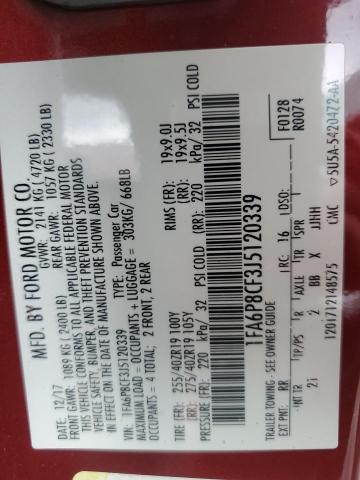 MFD. BY FORD MOTOR CO.
DATE: 12/17 GVWR: 2141 KG (4720 LB)
FRONT GAWR: 1089 KG (2400 LB) REAR GAWR: 1057 KG (2330 LB)
THIS VEHICLE CONFORMS TO ALL APPLICABLE FEDERAL MOTOR
VEHICLE SAFETY, BUMPER, AND THEFT PREVENTION STANDARDS
IN EFFECT ON THE DATE OF MANUFACTURE SHOWN ABOVE.
VIN: 1FA6P8CF3J5120339 TYPE: Passenger Car
MAXIMUM LOAD = OCCUPANTS + LUGGAGE = 303KG/ 668LB
OCCUPANTS = 4 TOTAL, 2 FRONT, 2 REAR
TIRE (FR): 255/40ZR19 100Y RIMS (FR): 19x9.0J
TIRE (RR): 275/40ZR19 105Y (RR): 19x9.5J
PRESSURE (FR): 220 kPa/ 32 PSI COLD (RR): 220 kPa/ 32 PSI COLD
1FA6P8CF3J5120339
F0128
R0074
TRAILER TOWING - SEE OWNER GUIDE
EXT PNT: RR RC: 16 DSO:
INT TR TP/PS R AXLE TR SPR
2 BB X JJHH
1Z01712148575 UMC 5U5A-5420472-AA